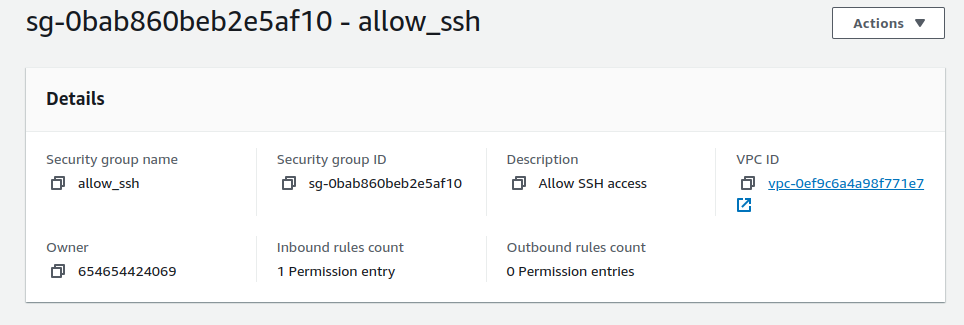 sg-0bab860beb2e5af10 - allow_ssh
Actions
Details
Security group name
allow_ssh
Security group ID
sg-0bab860beb2e5af10
Description
Allow SSH access
VPC ID
vpc-0ef9c6a4a98f771e7
Owner
654654424069
Inbound rules count
1 Permission entry
Outbound rules count
0 Permission entries